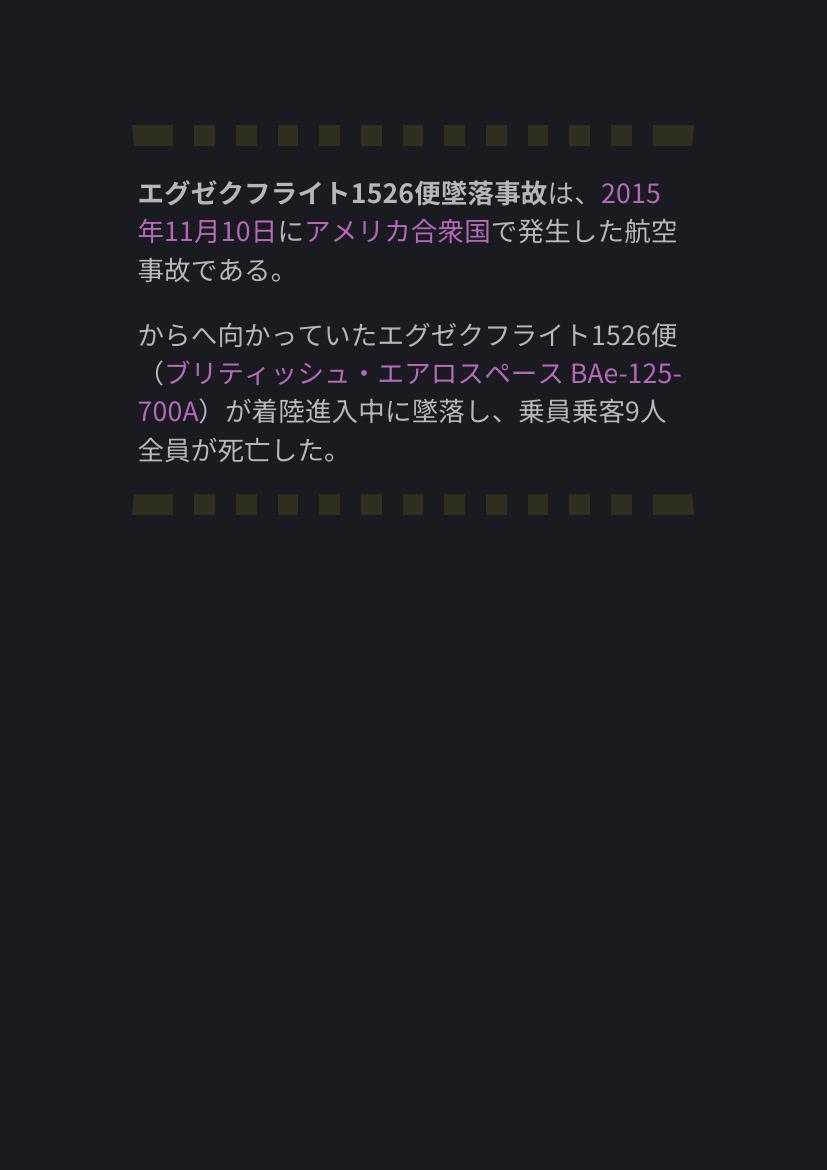 エグゼクフライト1526便墜落事故は、2015
年11月10日にアメリカ合衆国で発生した航空
事故である。
からへ向かっていたエグゼクフライト1526便
（ブリティッシュ・エアロスペース BAe-125-
700A）が着陸進入中に墜落し、乗員乗客9人
全員が死亡した。